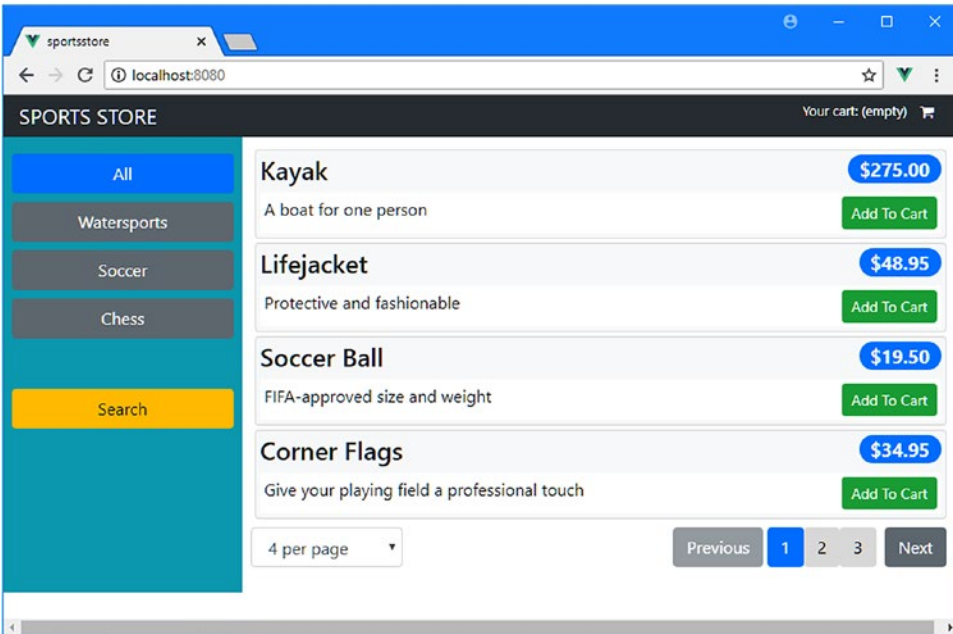 sportsstore
localhost:8080
SPORTS STORE
Your cart: (empty)
All
Watersports
Soccer
Chess
Search
Kayak
$275.00
A boat for one person
Add To Cart
Lifejacket
$48.95
Protective and fashionable
Add To Cart
Soccer Ball
$19.50
FIFA-approved size and weight
Add To Cart
Corner Flags
$34.95
Give your playing field a professional touch
Add To Cart
4 per page
Previous 1 2 3 Next